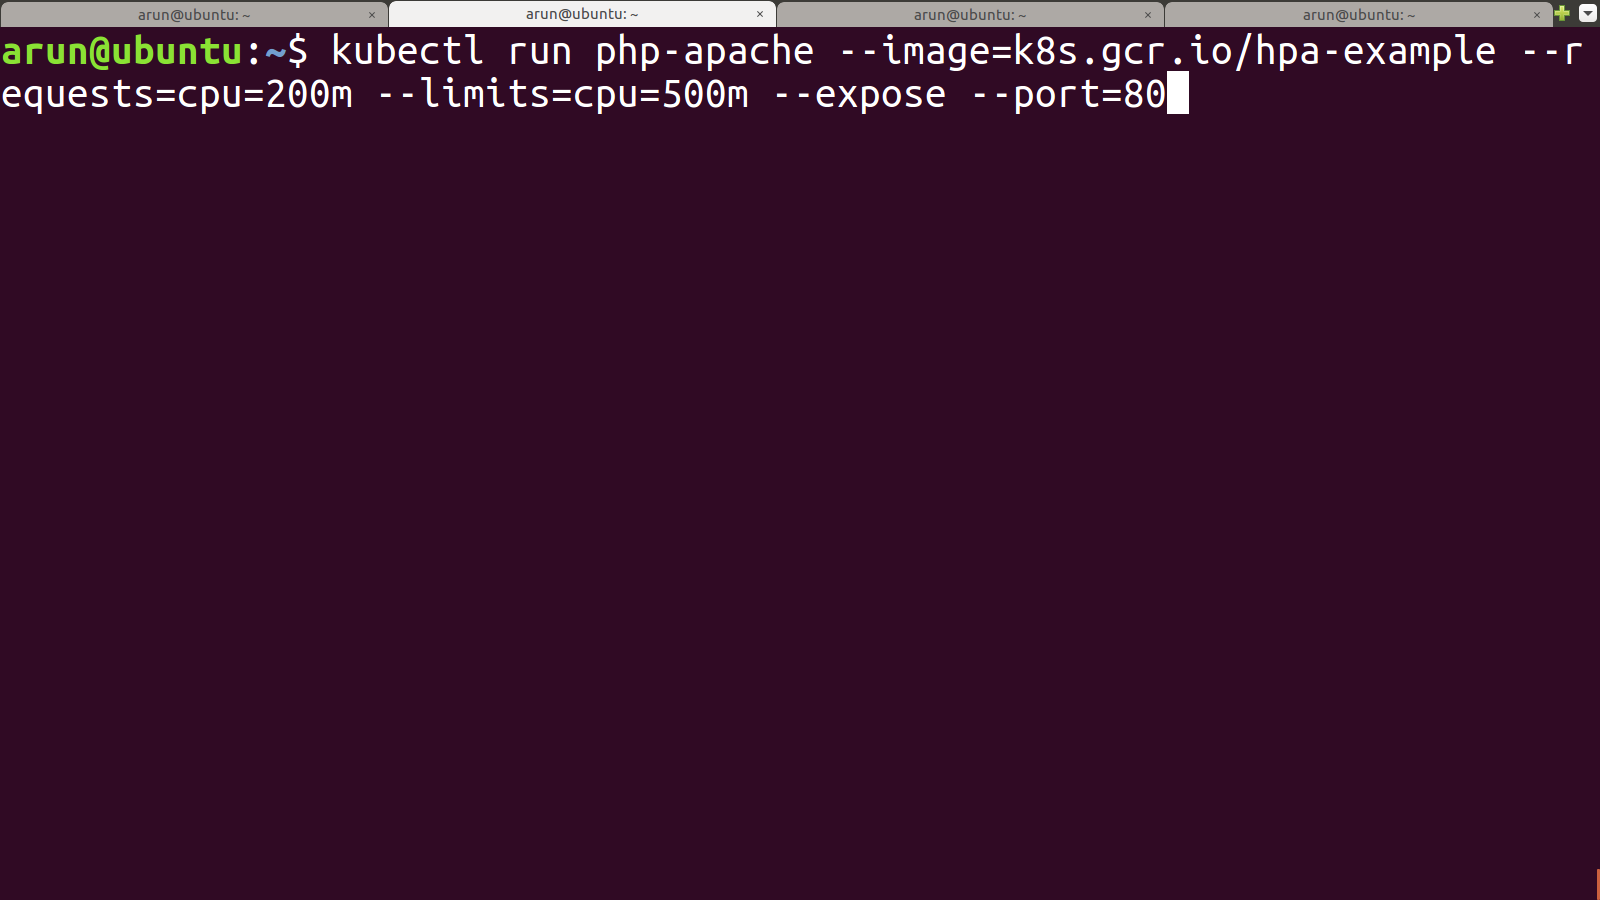 arun@ubuntu: ~ × arun@ubuntu: ~ × arun@ubuntu: ~ × arun@ubuntu: ~ ×
arun@ubuntu:~$ kubectl run php-apache --image=k8s.gcr.io/hpa-example --r
equests=cpu=200m --limits=cpu=500m --expose --port=80